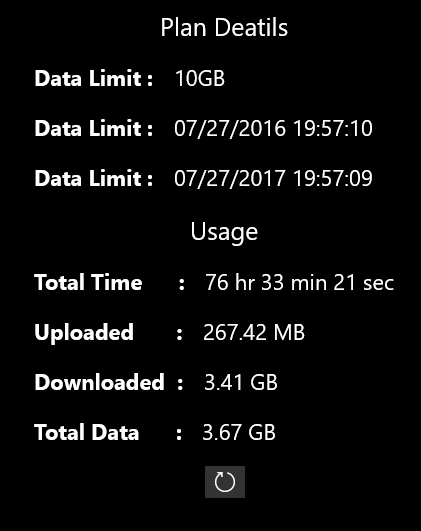 Plan Deatils
Data Limit : 10GB
Data Limit : 07/27/2016 19:57:10
Data Limit : 07/27/2017 19:57:09
Usage
Total Time : 76 hr 33 min 21 sec
Uploaded : 267.42 MB
Downloaded : 3.41 GB
Total Data : 3.67 GB